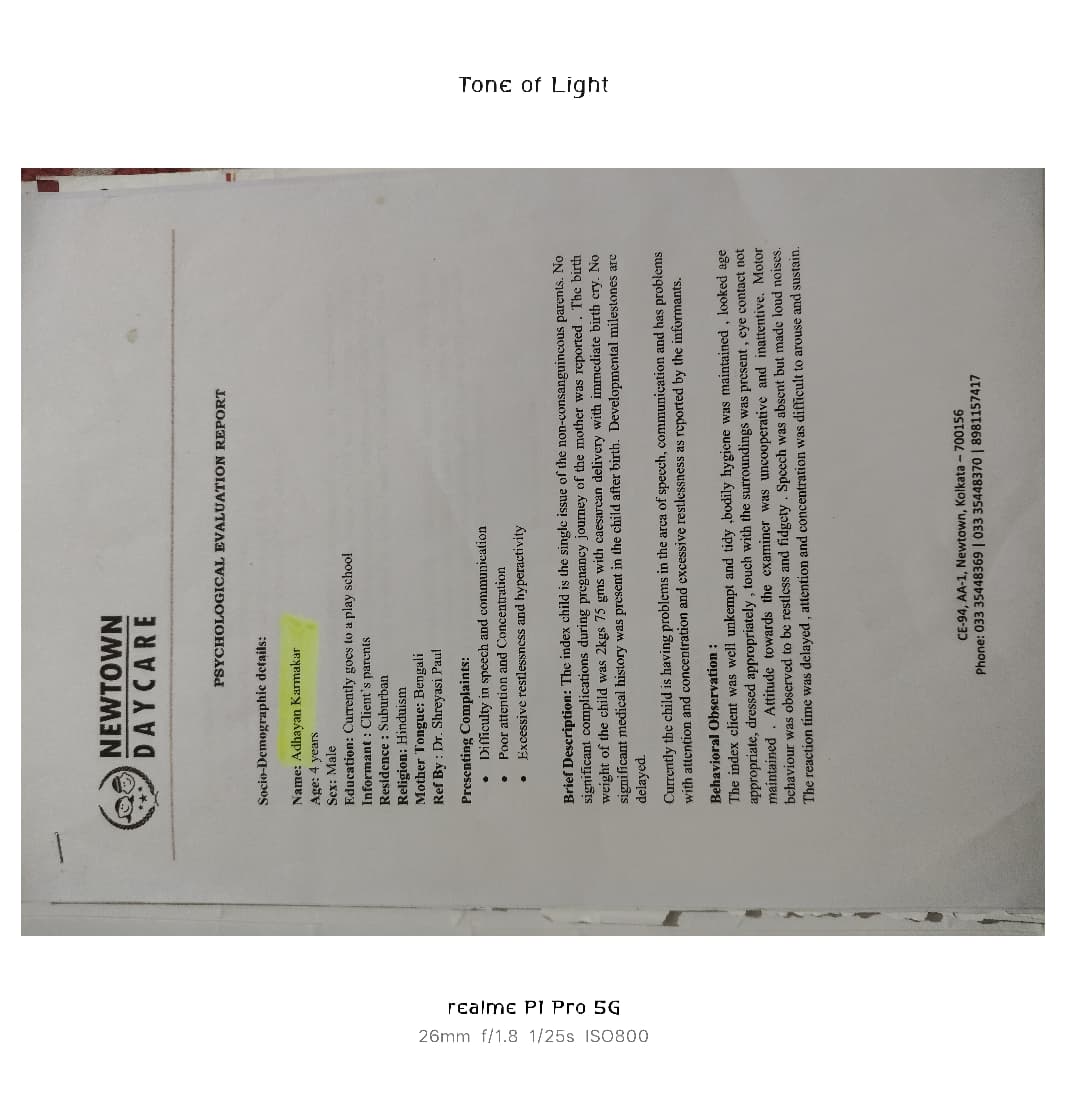 Tone of Light
NEWTOWN
DAYCARE
PSYCHOLOGICAL EVALUATION REPORT
Socio-Demographic details:
Name: Adhayan Karmakar
Age: 4 years
Sex: Male
Education: Currently goes to a play school
Informant : Client's parents
Residence : Suburban
Religion: Hinduism
Mother Tongue: Bengali
Ref By : Dr. Shreyasi Paul
Presenting Complaints:
• Difficulty in speech and communication
• Poor attention and Concentration
• Excessive restlessness and hyperactivity
Brief Description: The index child is the single issue of the non-consanguineous parents. No
significant complications during pregnancy journey of the mother was reported . The birth
weight of the child was 2kgs 75 gms with caesarean delivery with immediate birth cry. No
significant medical history was present in the child after birth. Developmental milestones are
delayed.
Currently the child is having problems in the area of speech, communication and has problems
with attention and concentration and excessive restlessness as reported by the informants.
Behavioral Observation :
The index client was well unkempt and tidy ,bodily hygiene was maintained , looked age
appropriate, dressed appropriately , touch with the surroundings was present , eye contact not
maintained . Attitude towards the examiner was uncooperative and inattentive. Motor
behaviour was observed to be restless and fidgety . Speech was absent but made loud noises.
The reaction time was delayed , attention and concentration was difficult to arouse and sustain.
CE-94, AA-1, Newtown, Kolkata – 700156
Phone: 033 35448369 | 033 35448370 | 8981157417
realme P1 Pro 5G
26mm f/1.8 1/25s ISO800